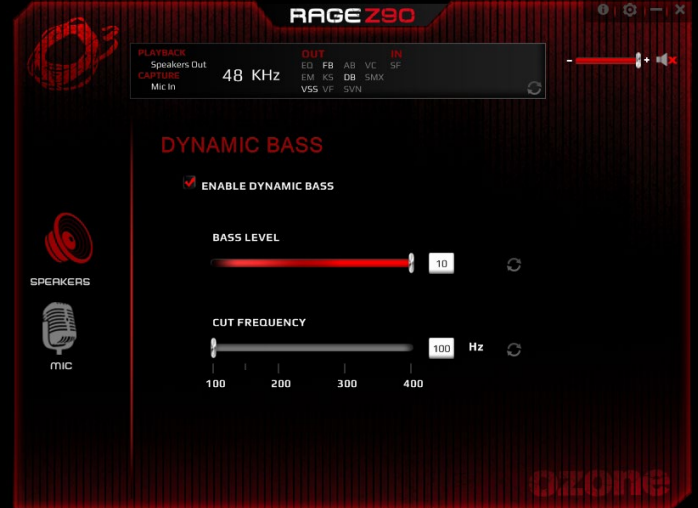 RAGE Z90
PLAYBACK
Speakers Out
CAPTURE
Mic In
48 KHz
OUT IN
EQ FB AB VC SF
EM KS DB SMX
VSS VF SVN
- +
DYNAMIC BASS
ENABLE DYNAMIC BASS
BASS LEVEL
10
CUT FREQUENCY
100 Hz
100 200 300 400
SPEAKERS
MIC
ozone